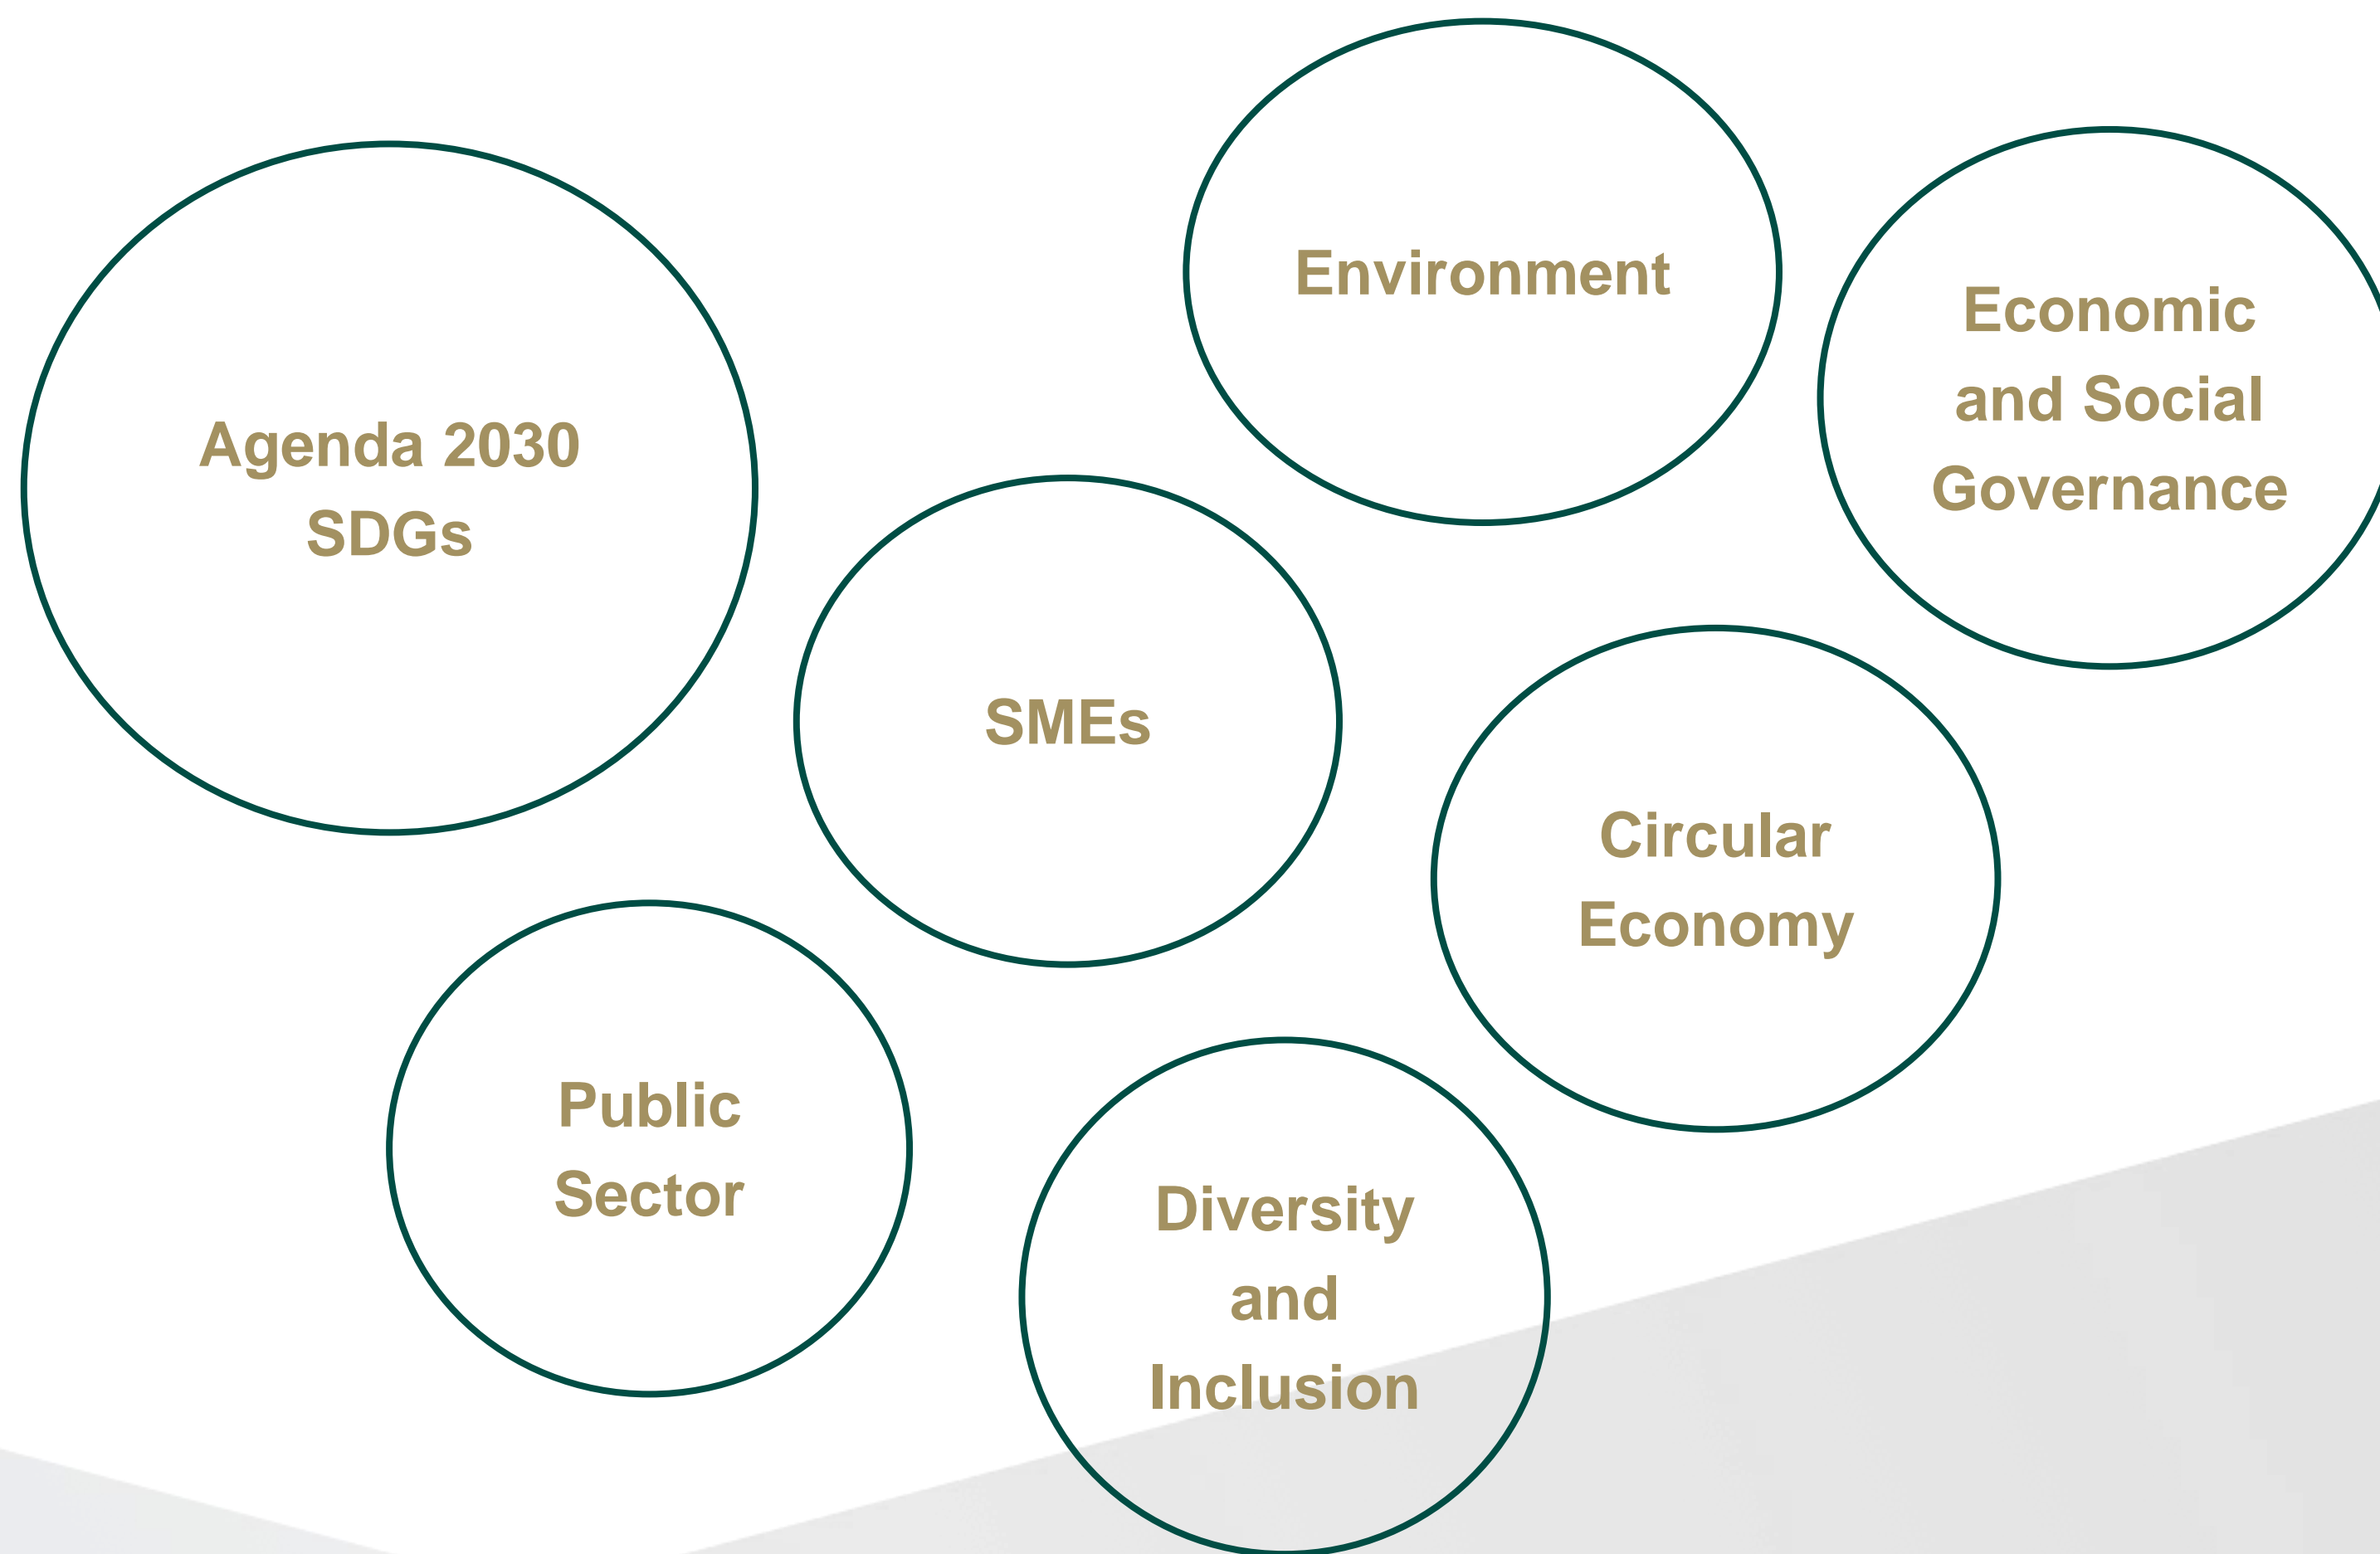 Environment
Economic
and Social
Governance
Agenda 2030
SDGs
SMEs
Circular
Economy
Public
Sector
Diversity
and
Inclusion